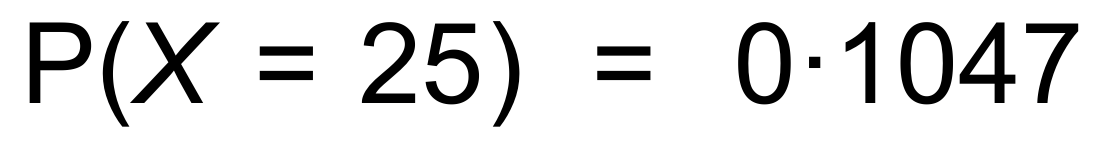 P(X = 25) = 0·1047